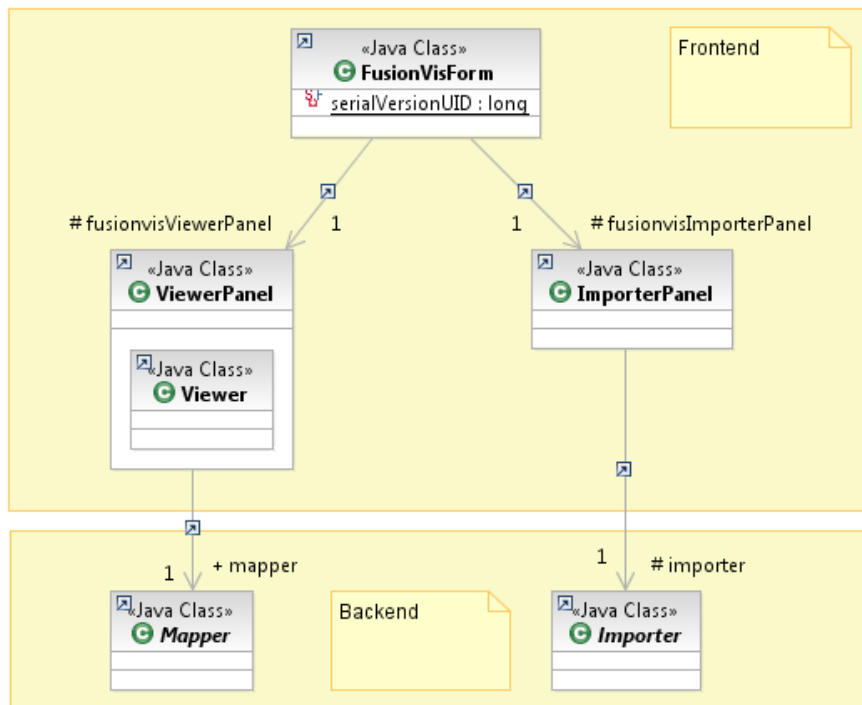 «Java Class»
FusionVisForm
serialVersionUID : long
Frontend
# fusionvisViewerPanel
1
1
# fusionvisImporterPanel
«Java Class»
ViewerPanel
«Java Class»
ImporterPanel
«Java Class»
Viewer
1
+ mapper
1
# importer
«Java Class»
Mapper
Backend
«Java Class»
Importer